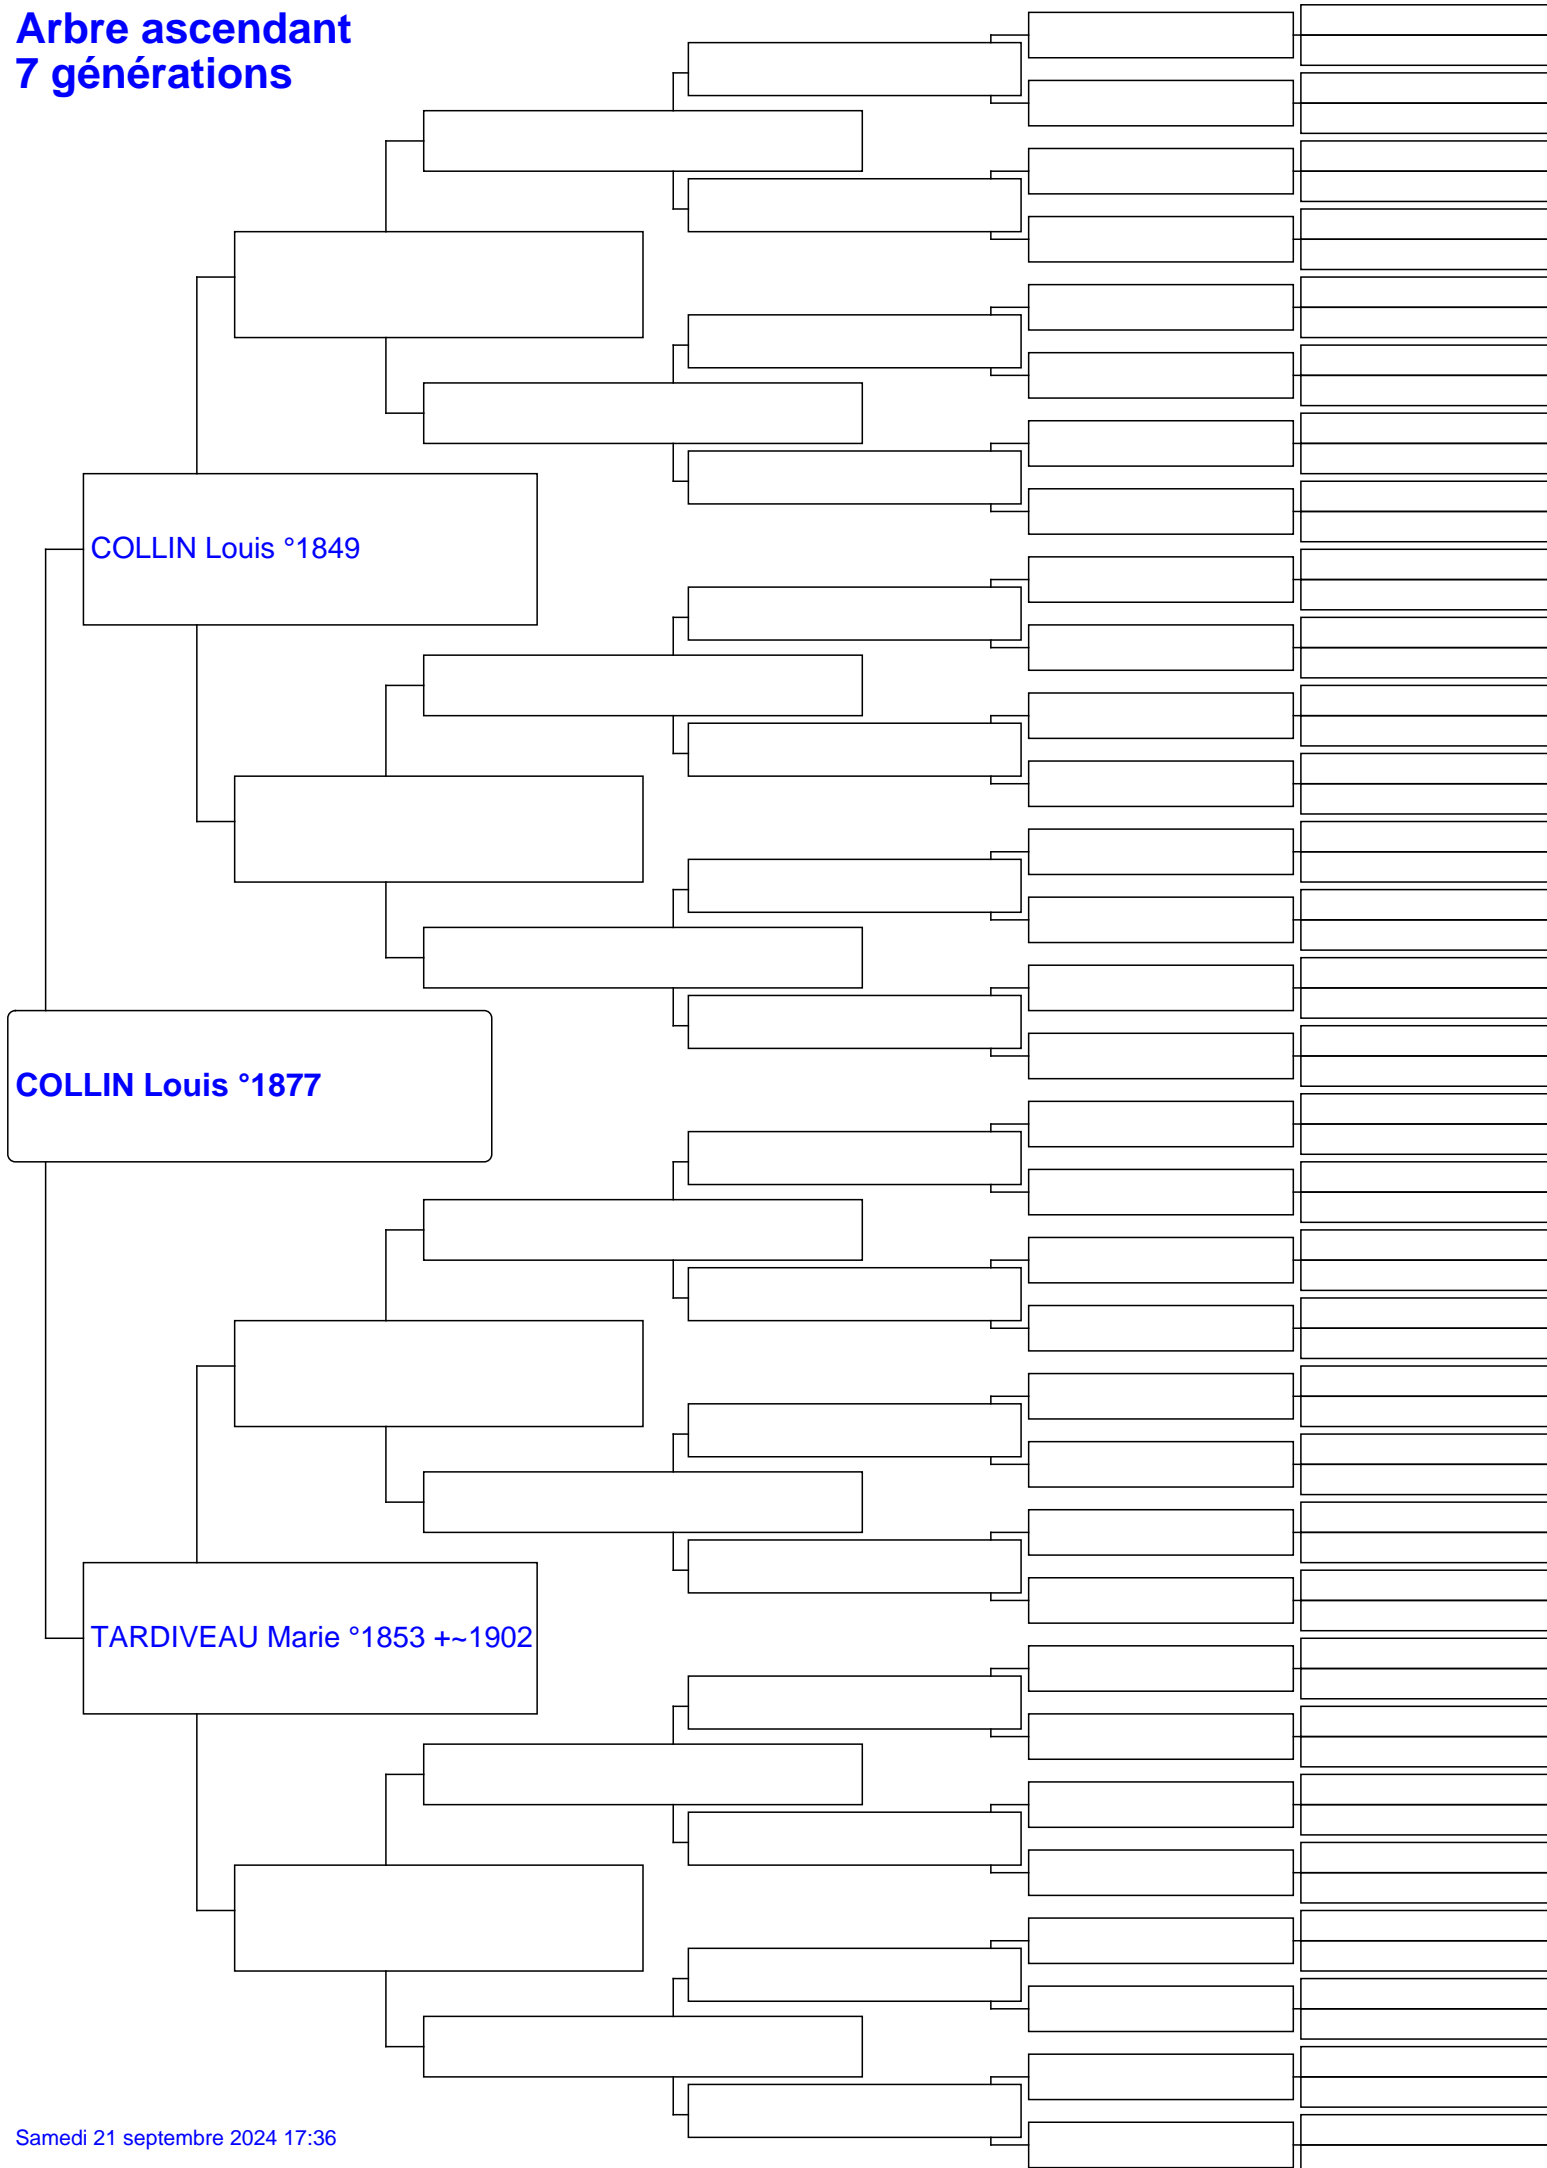 Arbre ascendant
7 générations
COLLIN Louis °1849
COLLIN Louis °1877
TARDIVEAU Marie °1853 +~1902
Samedi 21 septembre 2024 17:36